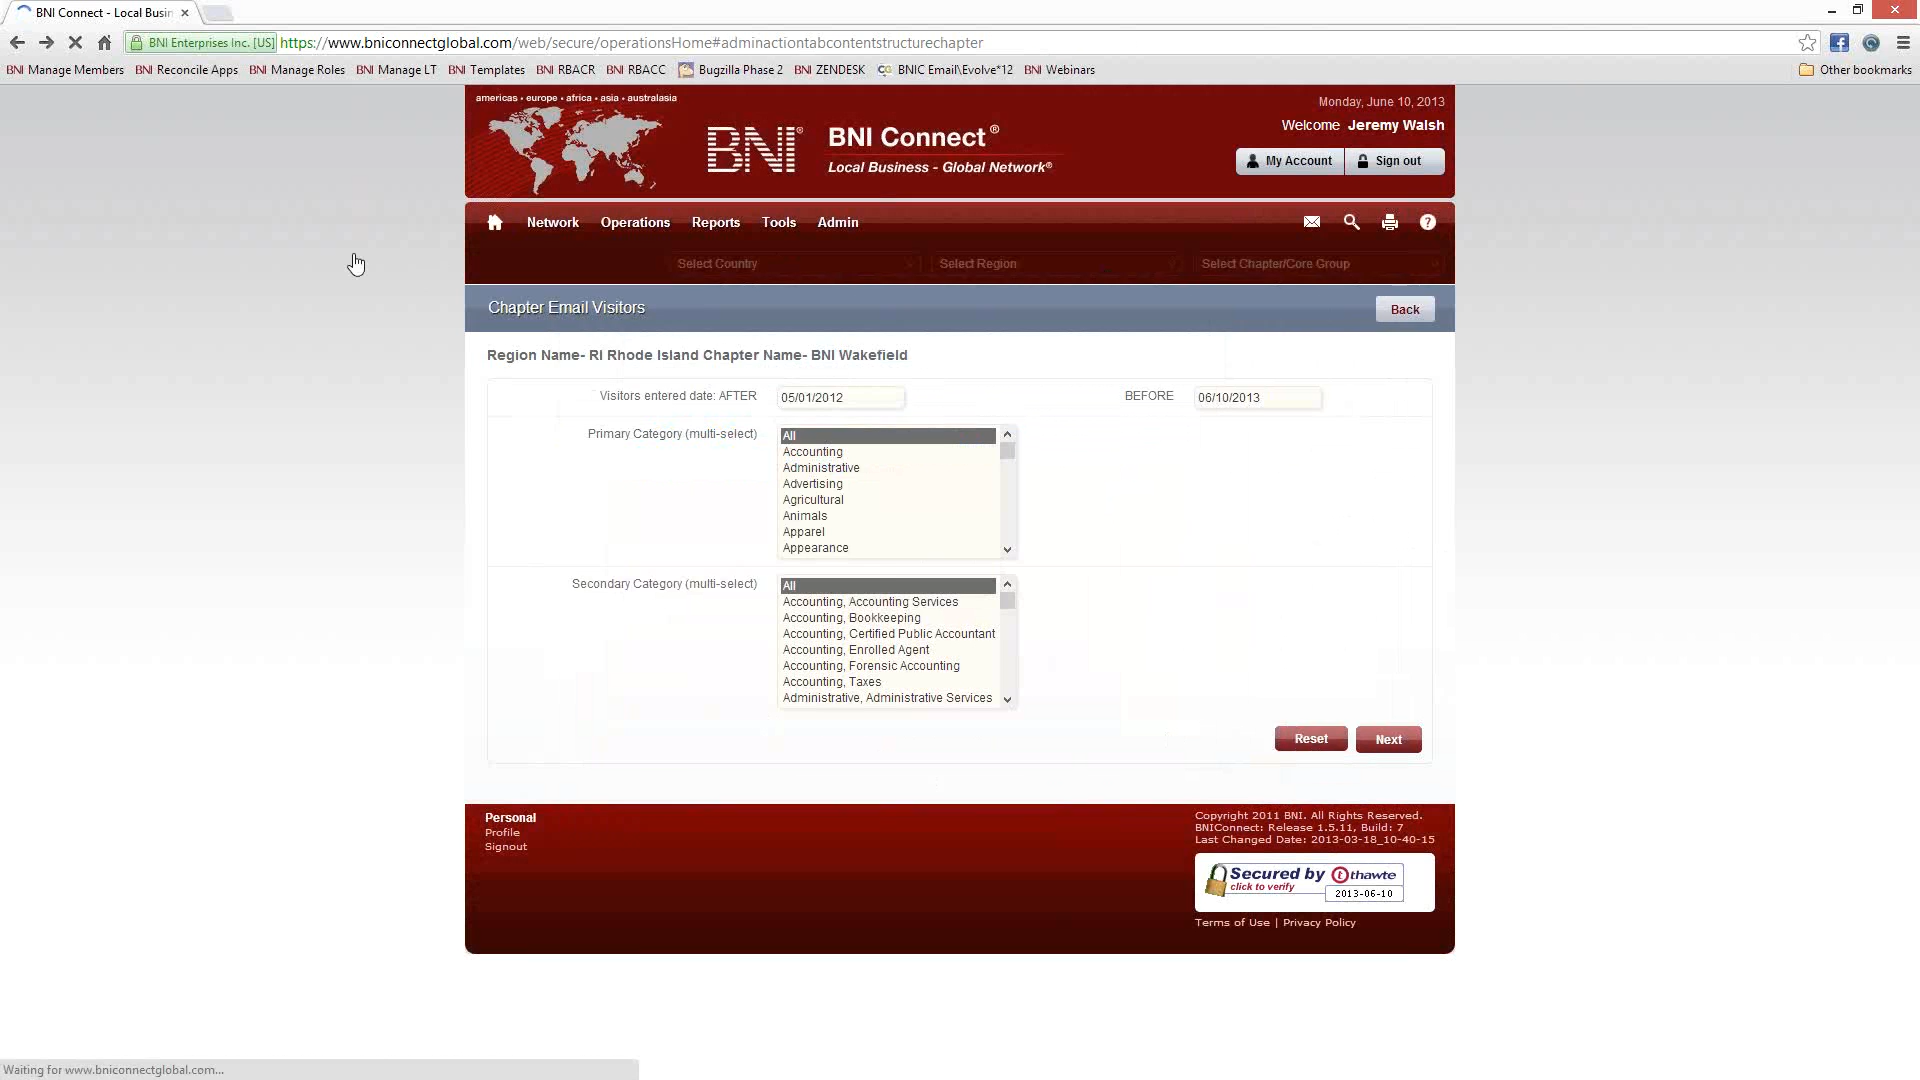 BNI Connect - Local Busin
BNI Enterprises Inc. [US] https://www.bniconnectglobal.com/web/secure/operationsHome#adminactiontabcontentstructurechapter
BNI Manage Members BNI Reconcile Apps BNI Manage Roles BNI Manage LT BNI Templates BNI RBACR BNI RBACC Bugzilla Phase 2 BNI ZENDESK BNIC Email\Evolve*12 BNI Webinars Other bookmarks
americas • europe • africa • asia • australasia
Monday, June 10, 2013
Welcome Jeremy Walsh
BNI® BNI Connect®
Local Business - Global Network®
My Account Sign out
Network Operations Reports Tools Admin
Select Country Select Region Select Chapter/Core Group
Chapter Email Visitors Back
Region Name- RI Rhode Island Chapter Name- BNI Wakefield
Visitors entered date: AFTER 05/01/2012 BEFORE 06/10/2013
Primary Category (multi-select) All
Accounting
Administrative
Advertising
Agricultural
Animals
Apparel
Appearance
Secondary Category (multi-select) All
Accounting, Accounting Services
Accounting, Bookkeeping
Accounting, Certified Public Accountant
Accounting, Enrolled Agent
Accounting, Forensic Accounting
Accounting, Taxes
Administrative, Administrative Services
Reset Next
Personal
Profile
Signout
Copyright 2011 BNI. All Rights Reserved.
BNIConnect: Release 1.5.11, Build: 7
Last Changed Date: 2013-03-18_10-40-15
Secured by thawte
click to verify
2013-06-10
Terms of Use | Privacy Policy
Waiting for www.bniconnectglobal.com...